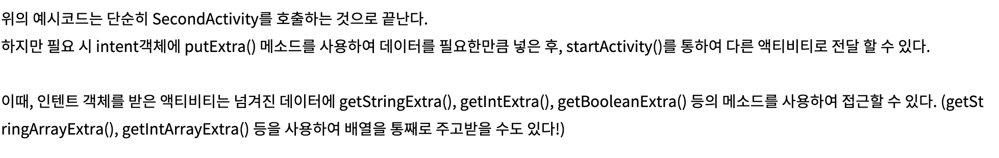 위의 예시코드는 단순히 SecondActivity를 호출하는 것으로 끝난다.
하지만 필요 시 intent객체에 putExtra() 메소드를 사용하여 데이터를 필요한만큼 넣은 후, startActivity()를 통하여 다른 액티비티로 전달 할 수 있다.
이때, 인텐트 객체를 받은 액티비티는 넘겨진 데이터에 getStringExtra(), getIntExtra(), getBooleanExtra() 등의 메소드를 사용하여 접근할 수 있다. (getSt
ringArrayExtra(), getIntArrayExtra() 등을 사용하여 배열을 통째로 주고받을 수도 있다!)